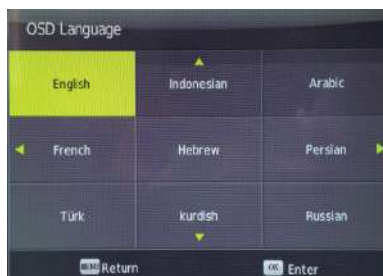 OSD Language
English
Indonesian
Arabic
French
Hebrew
Persian
Türk
kurdish
Russian
MENU Return
OK Enter